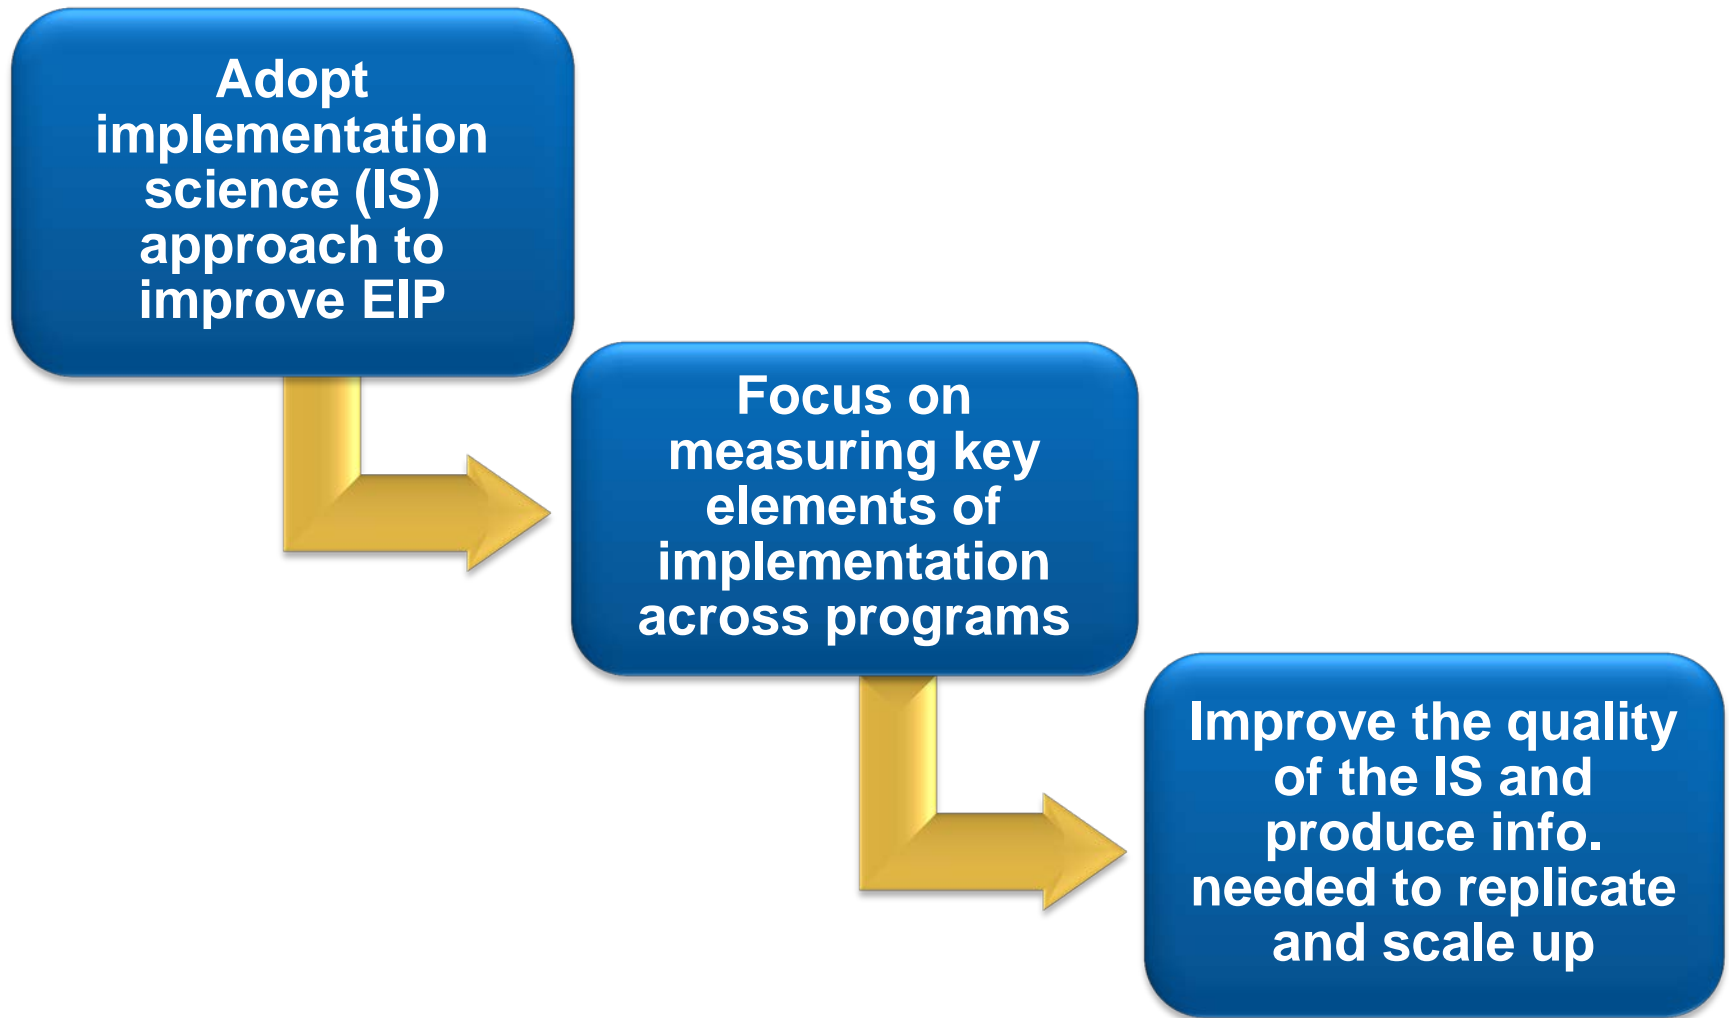 Adopt
implementation
science (IS)
approach to
improve EIP
Focus on
measuring key
elements of
implementation
across programs
Improve the quality
of the IS and
produce info.
needed to replicate
and scale up